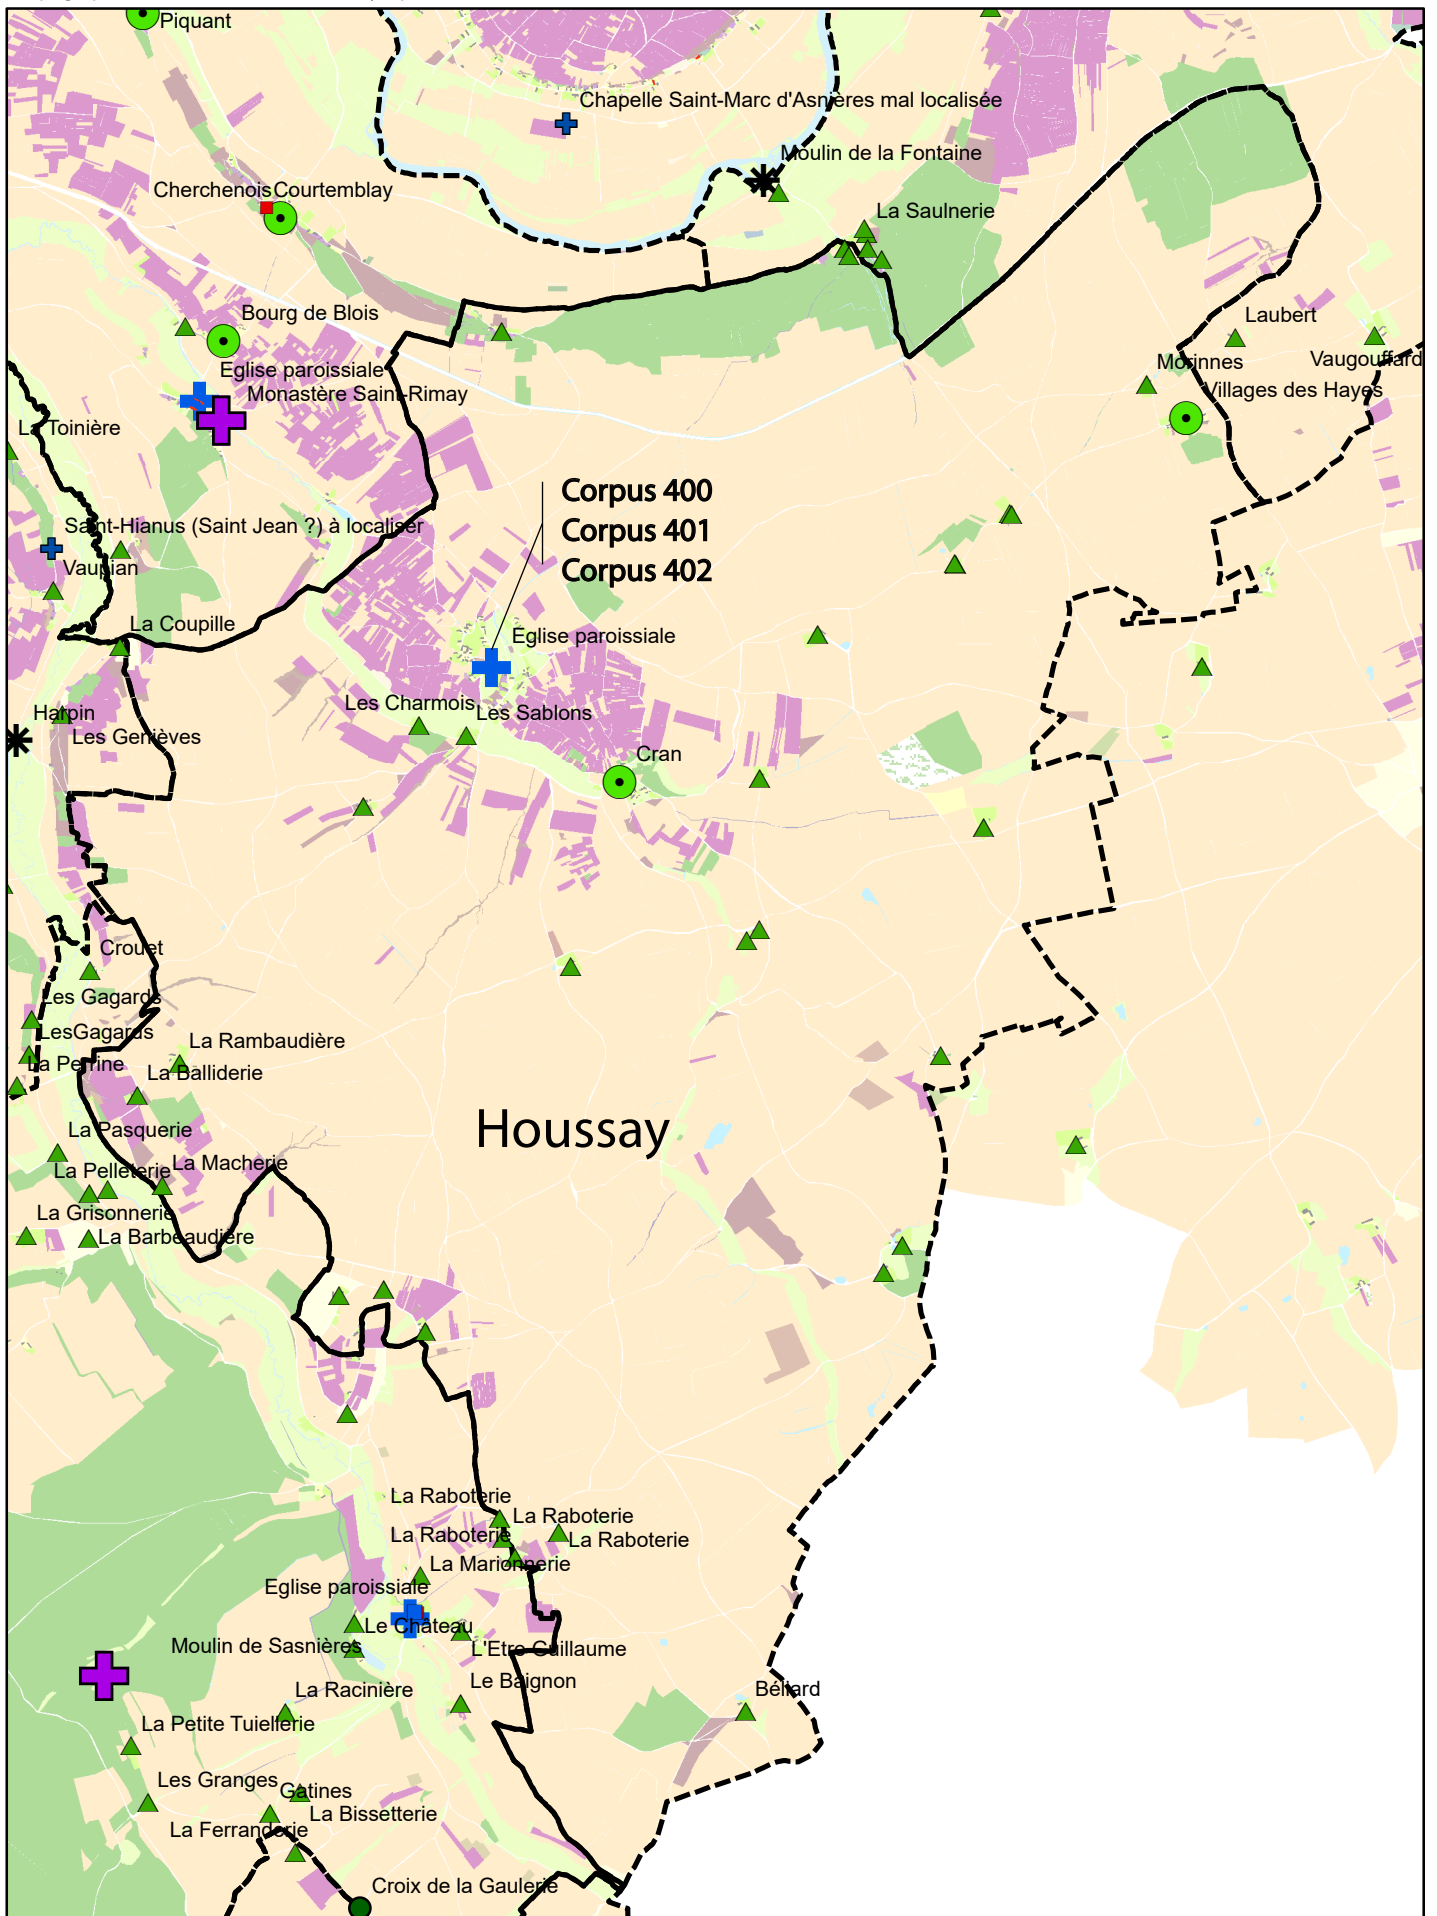 Piquant
Chapelle Saint-Marc d'Asnières mal localisée
Moulin de la Fontaine
Cherchenois
Courtemblay
La Saulnerie
Bourg de Blois
Laubert
Eglise paroissiale
Morinnes
Vaugouffard
Monastère Saint-Rimay
Villages des Hayes
La Toinière
Corpus 400
Saint-Hianus (Saint Jean ?) à localiser
Corpus 401
Vaupian
Corpus 402
La Coupille
Eglise paroissiale
Les Charmois
Les Sablons
Harpin
Les Genièves
Cran
Crouet
Les Gagards
LesGagards
La Rambaudière
La Perrine
La Balliderie
La Pasquerie
Houssay
La Pelleterie
La Macherie
La Grisonnerie
La Barbeaudière
La Raboterie
La Raboterie
La Raboterie
La Raboterie
La Marionnerie
Eglise paroissiale
Le Château
Moulin de Sasnières
L'Etre Guillaume
La Racinière
Le Baignon
Béliard
La Petite Tuiellerie
Les Granges
Gatines
La Bissetterie
La Ferranderie
Croix de la Gaulerie